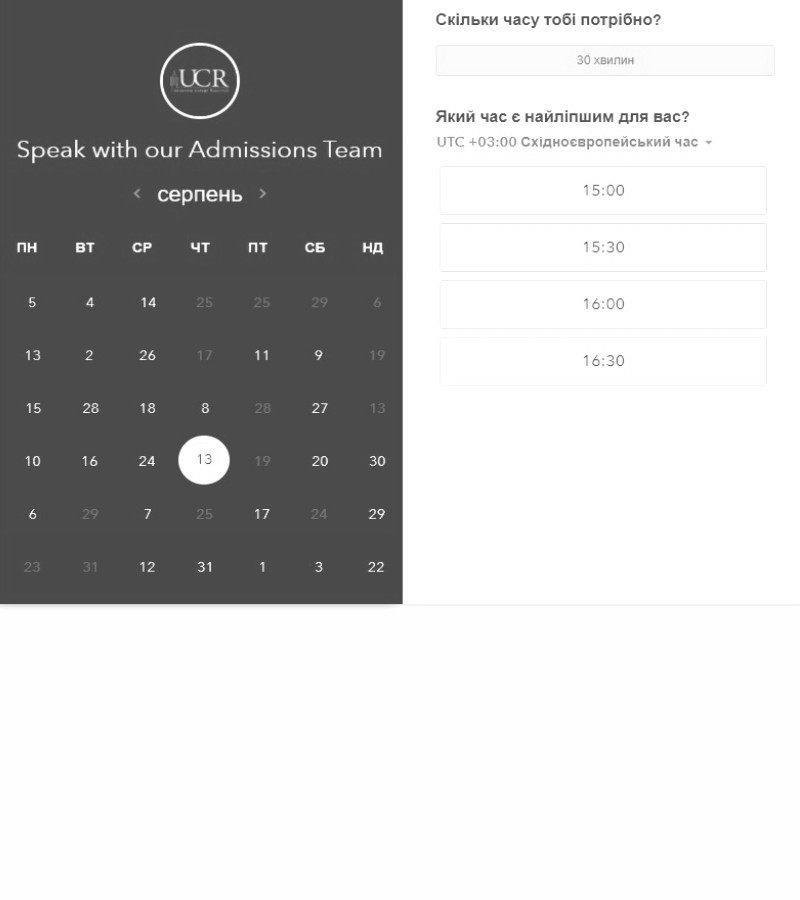 UCR
Speak with our Admissions Team
< серпень >
ПН ВТ СР ЧТ ПТ СБ НД
5 4 14 25 25 29 6
13 2 26 17 11 9 19
15 28 18 8 28 27 13
10 16 24 13 19 20 30
6 29 7 25 17 24 29
23 31 12 31 1 3 22
Скільки часу тобі потрібно?
30 хвилин
Який час є найліпшим для вас?
UTC +03:00 Східноєвропейський час
15:00
15:30
16:00
16:30